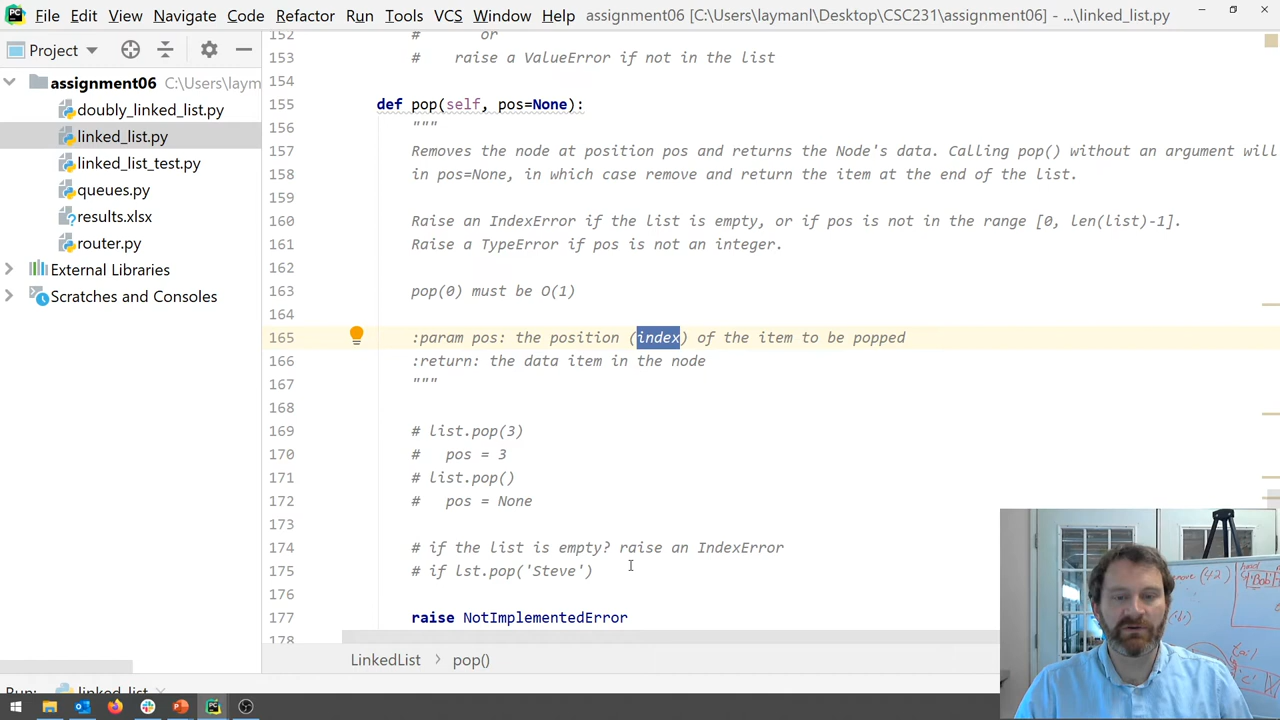 File Edit View Navigate Code Refactor Run Tools VCS Window Help assignment06 [C:\Users\laymanl\Desktop\CSC231\assignment06] - ...\linked_list.py
Project
assignment06 C:\Users\laym
doubly_linked_list.py
linked_list.py
linked_list_test.py
queues.py
results.xlsx
router.py
External Libraries
Scratches and Consoles
152 # or
153 # raise a ValueError if not in the list
154
155 def pop(self, pos=None):
156 """
157 Removes the node at position pos and returns the Node's data. Calling pop() without an argument will
158 in pos=None, in which case remove and return the item at the end of the list.
159
160 Raise an IndexError if the list is empty, or if pos is not in the range [0, len(list)-1].
161 Raise a TypeError if pos is not an integer.
162
163 pop(0) must be O(1)
164
165 :param pos: the position (index) of the item to be popped
166 :return: the data item in the node
167 """
168
169 # list.pop(3)
170 # pos = 3
171 # list.pop()
172 # pos = None
173
174 # if the list is empty? raise an IndexError
175 # if lst.pop('Steve')
176
177 raise NotImplementedError
178
LinkedList > pop()
Run: linked_list
head
'Bob'
(42)
tail